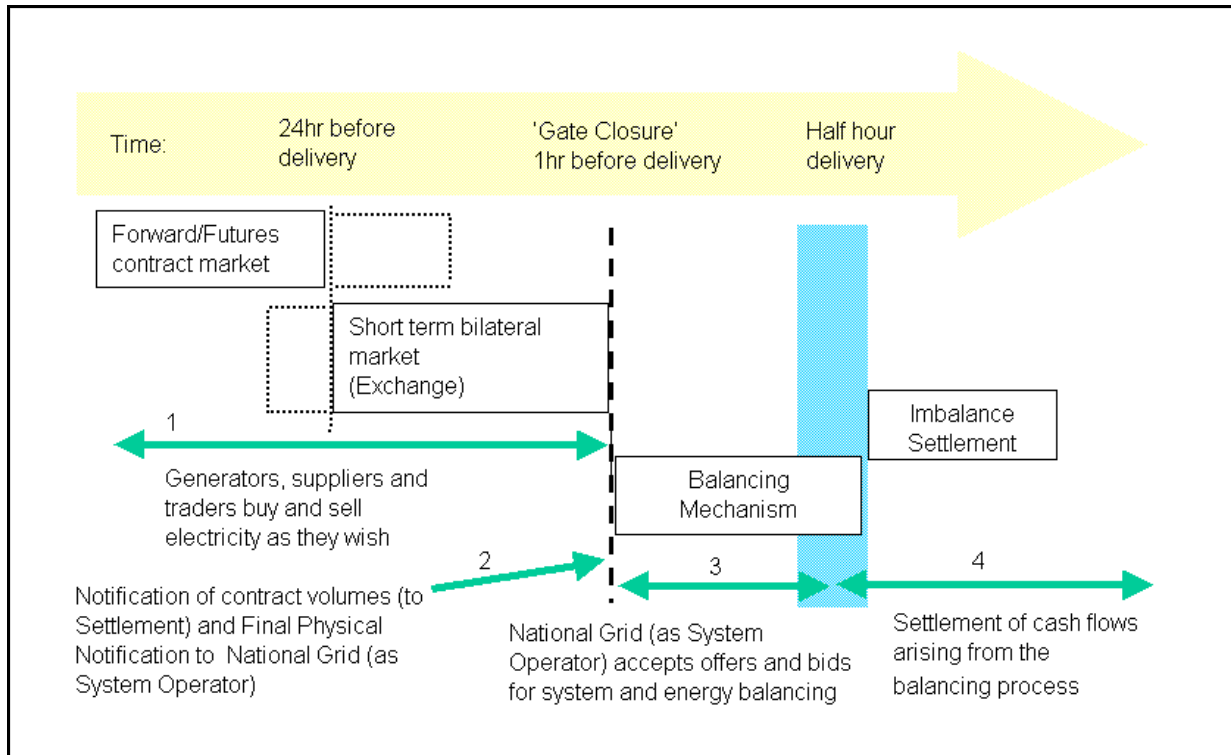 Time:
24hr before
delivery
'Gate Closure'
1hr before delivery
Half hour
delivery
Forward/Futures
contract market
Short term bilateral
market
(Exchange)
Imbalance
Settlement
1
Generators, suppliers and
traders buy and sell
electricity as they wish
Balancing
Mechanism
2
3
4
Notification of contract volumes (to
Settlement) and Final Physical
Notification to National Grid (as
System Operator)
National Grid (as System
Operator) accepts offers and bids
for system and energy balancing
Settlement of cash flows
arising from the
balancing process